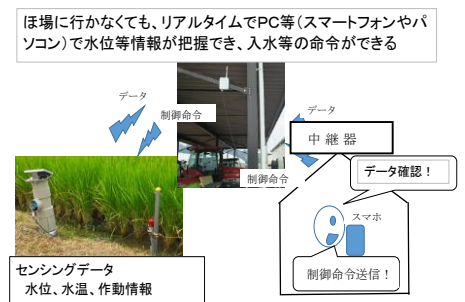 ほ場に行かなくても、リアルタイムでPC等（スマートフォンやパ
ソコン）で水位等情報が把握でき、入水等の命令ができる
データ
制御命令
データ
中 継 器
制御命令
データ確認！
スマホ
制御命令送信！
センシングデータ
水位、水温、作動情報